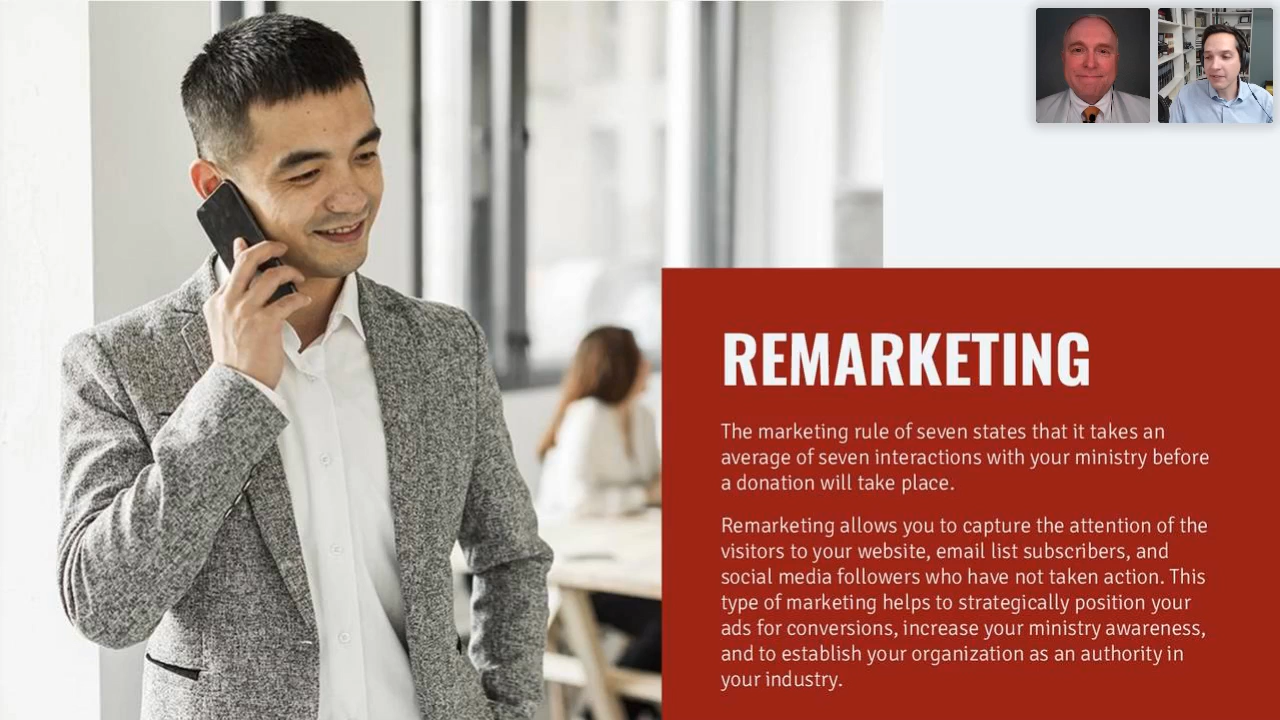 REMARKETING
The marketing rule of seven states that it takes an
average of seven interactions with your ministry before
a donation will take place.
Remarketing allows you to capture the attention of the
visitors to your website, email list subscribers, and
social media followers who have not taken action. This
type of marketing helps to strategically position your
ads for conversions, increase your ministry awareness,
and to establish your organization as an authority in
your industry.